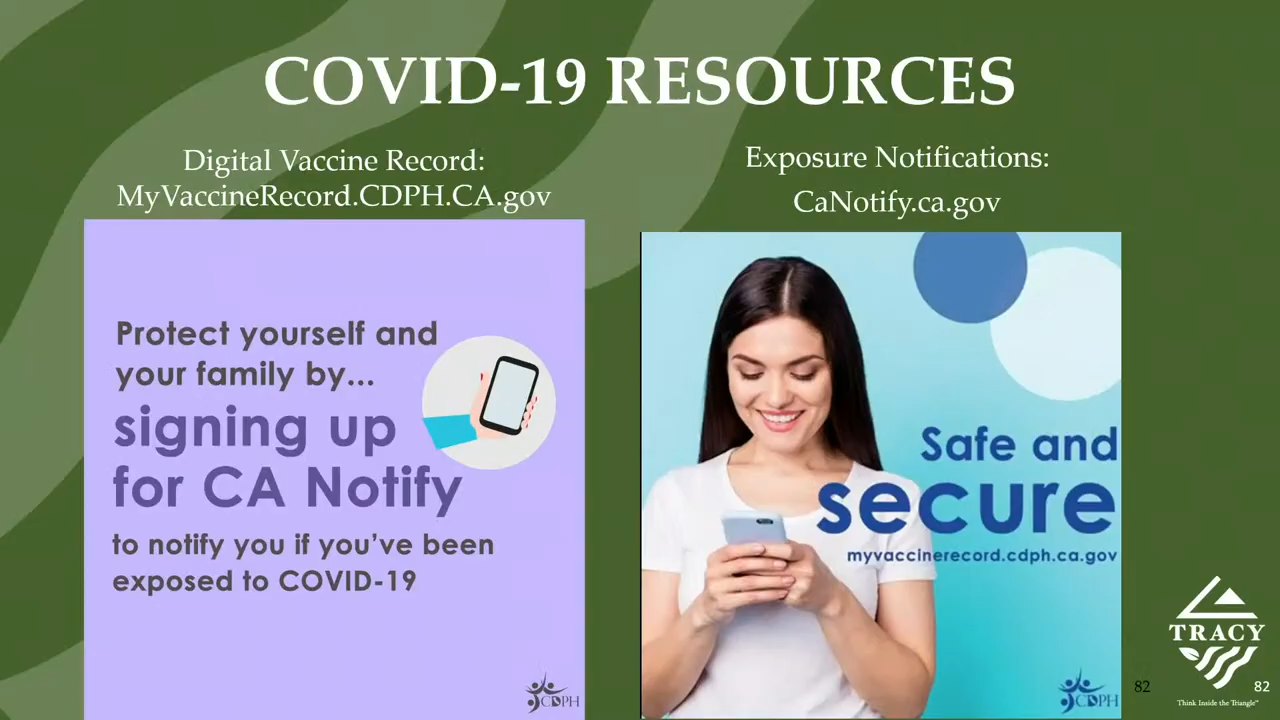 COVID-19 RESOURCES
Digital Vaccine Record:
MyVaccineRecord.CDPH.CA.gov
Protect yourself and
your family by...
signing up
for CA Notify
to notify you if you've been
exposed to COVID-19
CDPH
Exposure Notifications:
CaNotify.ca.gov
Safe and
secure
myvaccinerecord.cdph.ca.gov
CDPH
82
TRACY
82
Think Inside the Triangle™